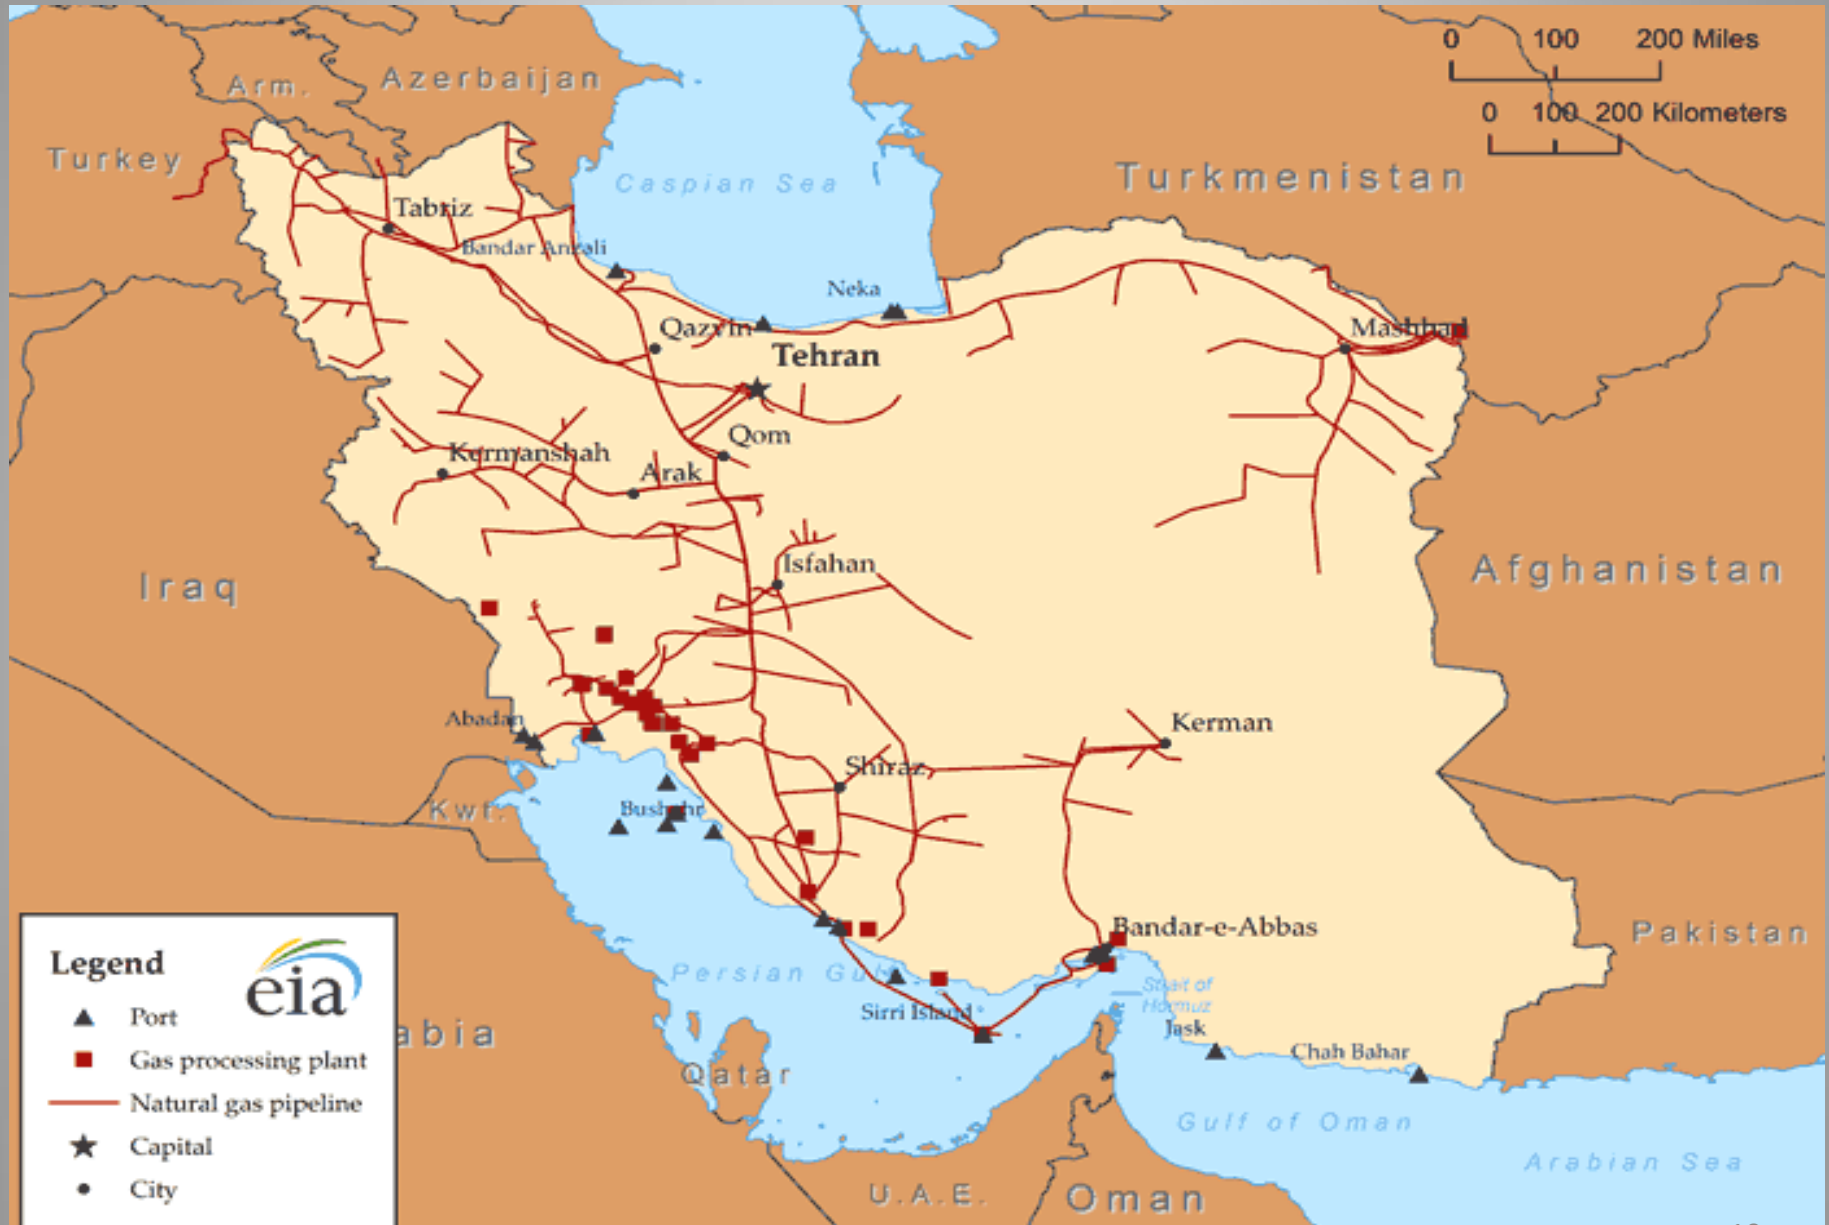 0 100 200 Miles
0 100 200 Kilometers
Arm.
Azerbaijan
Turkey
Caspian Sea
Turkmenistan
Tabriz
Bandar Anzali
Neka
Qazvin
Tehran
Mashhad
Qom
Kermanshah
Arak
Isfahan
Iraq
Afghanistan
Abadan
Kerman
Shiraz
Kwt.
Bushehr
Bandar-e-Abbas
Pakistan
Persian Gulf
Strait of
Hormuz
Sirri Island
Jask
Chah Bahar
abia
Qatar
Gulf of Oman
Arabian Sea
U.A.E.
Oman
Legend
eia
Port
Gas processing plant
Natural gas pipeline
Capital
City